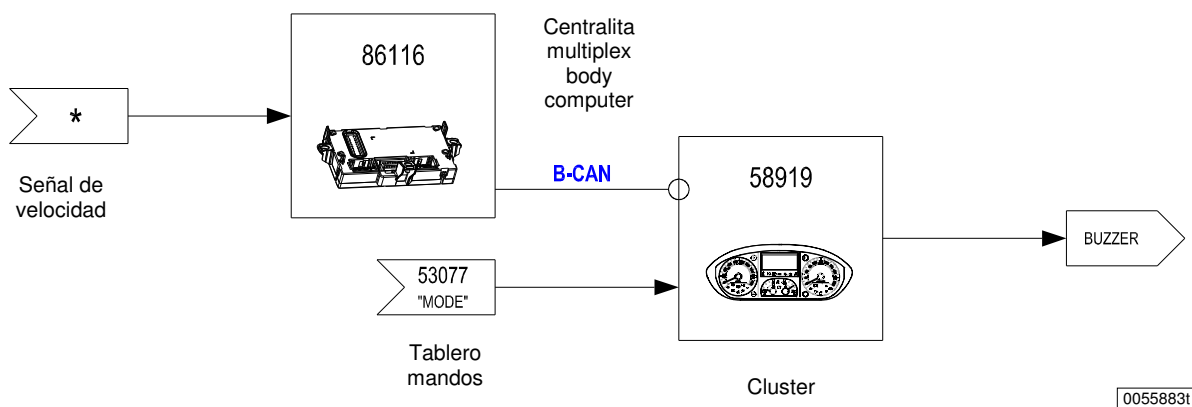 86116
Centralita
multiplex
body
computer
*
Señal de
velocidad
B-CAN
58919
BUZZER
53077
"MODE"
Tablero
mandos
Cluster
0055883t